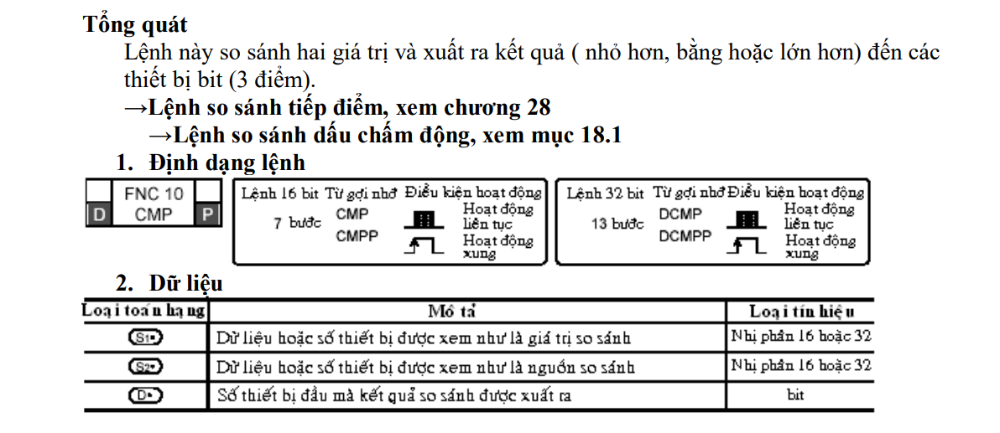 Tổng quát
Lệnh này so sánh hai giá trị và xuất ra kết quả ( nhỏ hơn, bằng hoặc lớn hơn) đến các
thiết bị bit (3 điểm).
→Lệnh so sánh tiếp điểm, xem chương 28
→Lệnh so sánh dấu chấm động, xem mục 18.1
1. Định dạng lệnh
FNC 10
D CMP P
Lệnh 16 bit Từ gợi nhớ Điều kiện hoạt động
7 bước
CMP Hoạt động liên tục
CMPP Hoạt động xung
Lệnh 32 bit Từ gợi nhớ Điều kiện hoạt động
13 bước
DCMP Hoạt động liên tục
DCMPP Hoạt động xung
2. Dữ liệu
Loại toán hạng Mô tả Loại tín hiệu
S1• Dữ liệu hoặc số thiết bị được xem như là giá trị so sánh Nhị phân 16 hoặc 32
S2• Dữ liệu hoặc số thiết bị được xem như là nguồn so sánh Nhị phân 16 hoặc 32
D• Số thiết bị đầu mà kết quả so sánh được xuất ra bit